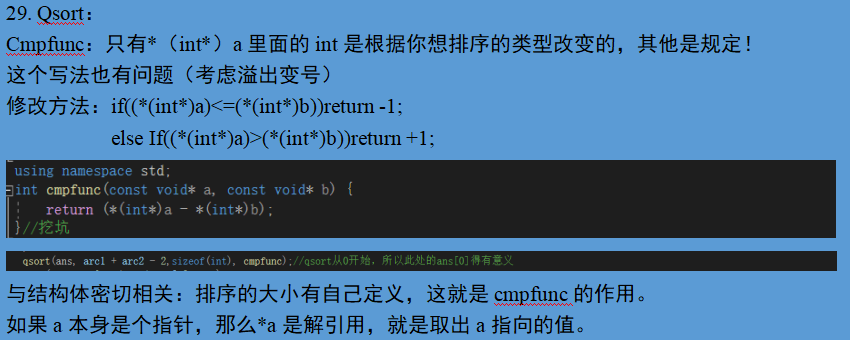 29. Qsort：
Cmpfunc：只有*（int*）a 里面的 int 是根据你想排序的类型改变的，其他是规定！
这个写法也有问题（考虑溢出变号）
修改方法：if((*(int*)a)<=(*(int*)b))return -1;
else If((*(int*)a)>(*(int*)b))return +1;
using namespace std;
int cmpfunc(const void* a, const void* b) {
return (*(int*)a - *(int*)b);
}//挖坑
qsort(ans, arc1 + arc2 - 2,sizeof(int), cmpfunc);//qsort从0开始、所以此处的ans[0]得有意义
与结构体密切相关：排序的大小有自己定义，这就是 cmpfunc 的作用。
如果 a 本身是个指针，那么*a 是解引用，就是取出 a 指向的值。